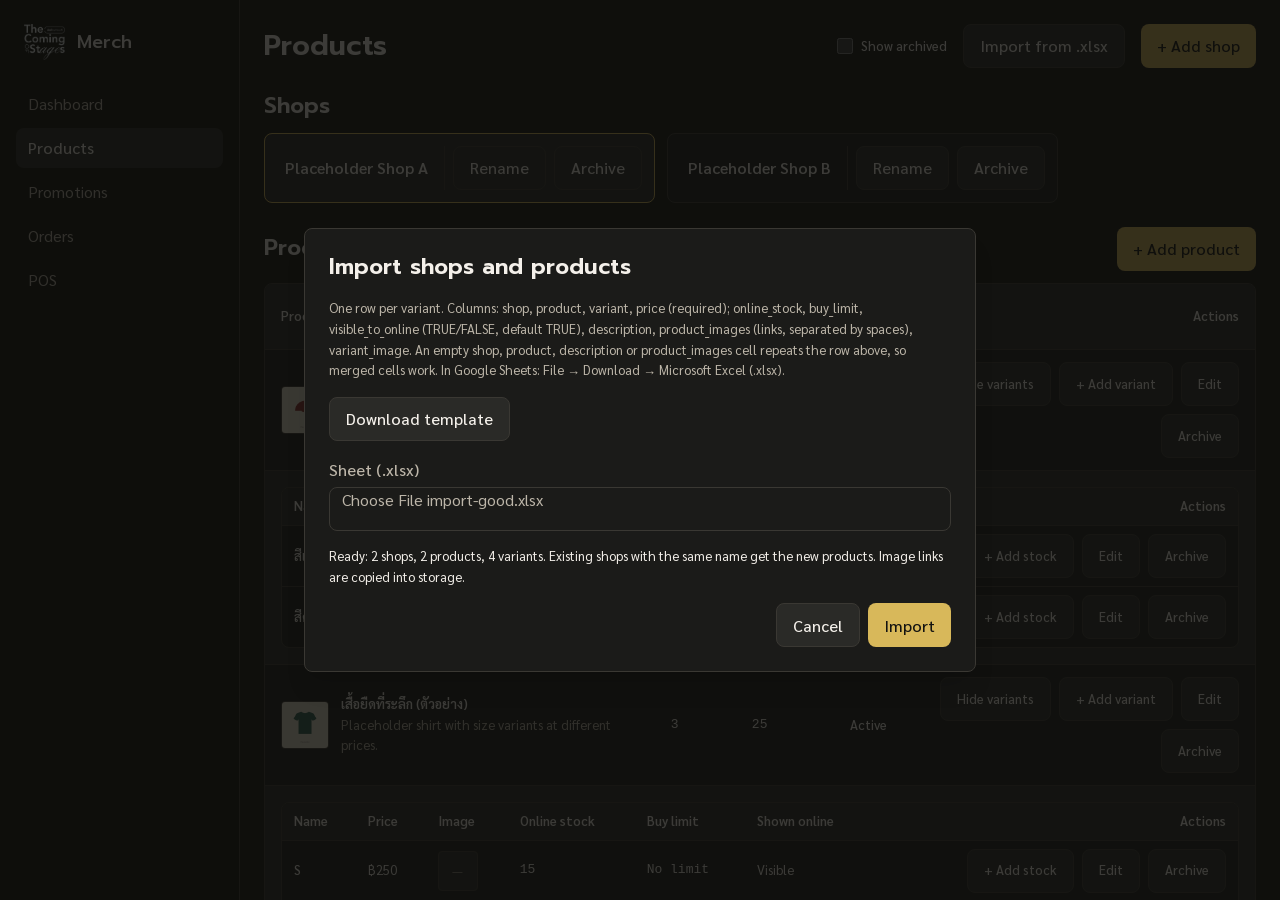 The
Coming
Stages
Merch
Dashboard
Products
Promotions
Orders
POS
Products
Show archived
Import from .xlsx
+ Add shop
Shops
Placeholder Shop A
Rename
Archive
Placeholder Shop B
Rename
Archive
+ Add product
Actions
variants
+ Add variant
Edit
Archive
Actions
+ Add stock
Edit
Archive
+ Add stock
Edit
Archive
Import shops and products
One row per variant. Columns: shop, product, variant, price (required); online_stock, buy_limit,
visible_to_online (TRUE/FALSE, default TRUE), description, product_images (links, separated by spaces),
variant_image. An empty shop, product, description or product_images cell repeats the row above, so
merged cells work. In Google Sheets: File → Download → Microsoft Excel (.xlsx).
Download template
Sheet (.xlsx)
Choose File import-good.xlsx
Ready: 2 shops, 2 products, 4 variants. Existing shops with the same name get the new products. Image links
are copied into storage.
Cancel
Import
เสื้อยืดที่ระลึก (ตัวอย่าง)
Placeholder shirt with size variants at different
prices.
3
25
Active
Hide variants
+ Add variant
Edit
Archive
Name
Price
Image
Online stock
Buy limit
Shown online
Actions
S
฿250
—
15
No limit
Visible
+ Add stock
Edit
Archive